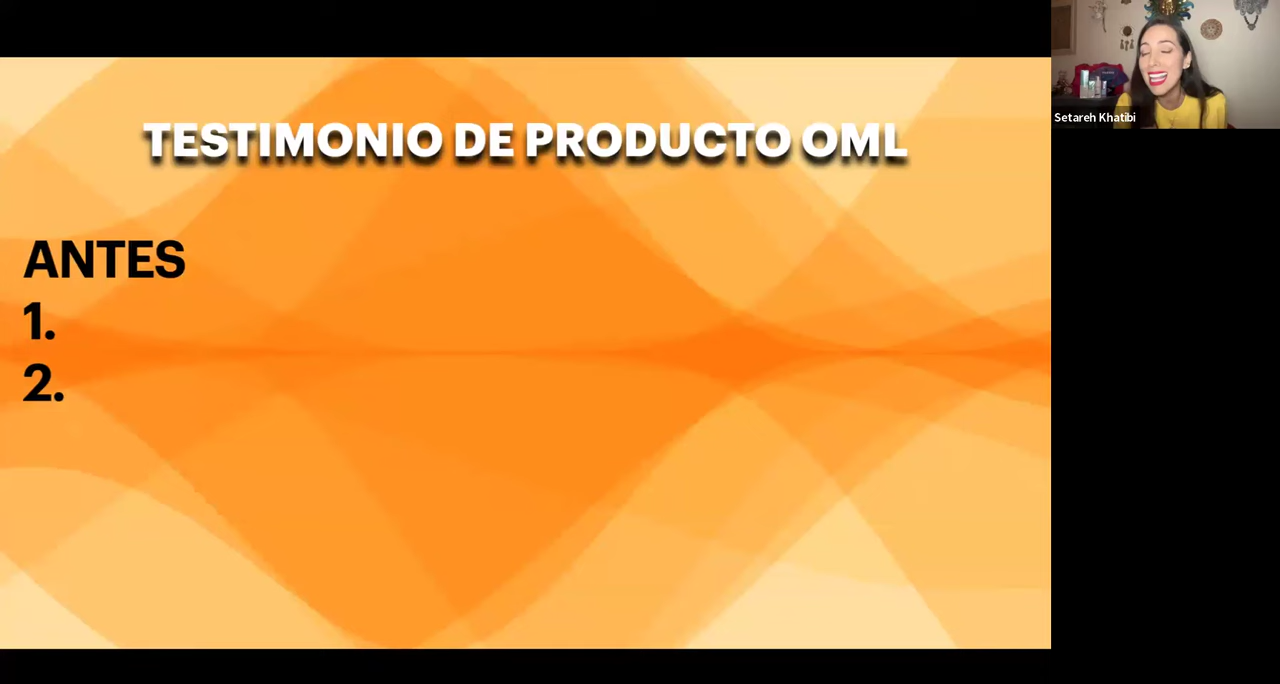 TESTIMONIO DE PRODUCTO OML
ANTES
1.
2.
Setareh Khatibi